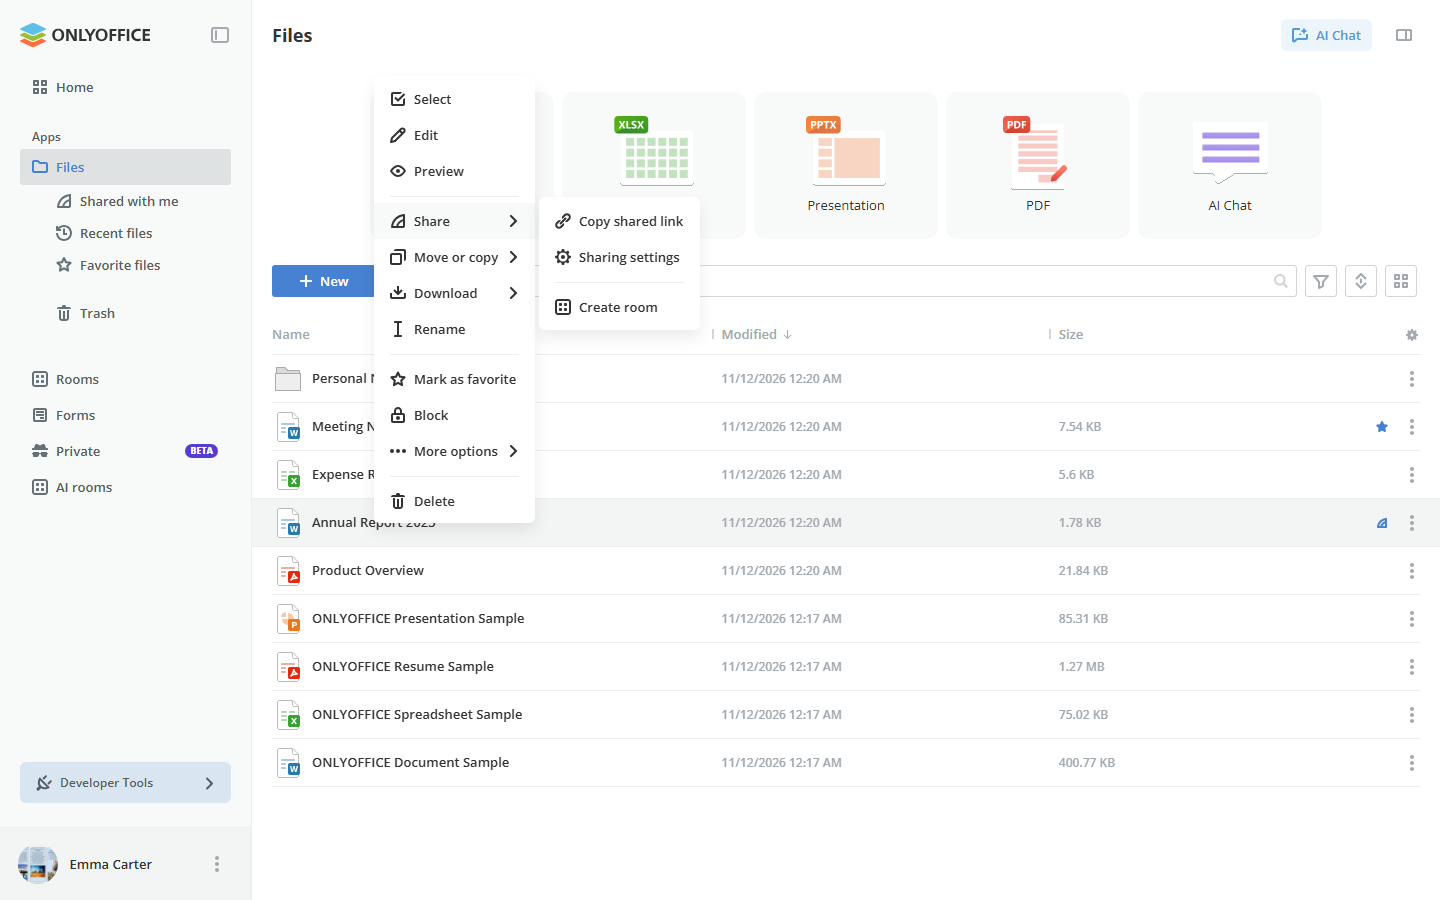 ONLYOFFICE
Home
Apps
Files
Shared with me
Recent files
Favorite files
Trash
Rooms
Forms
Private
BETA
AI rooms
Developer Tools
Emma Carter
Files
AI Chat
XLSX
PPTX
Presentation
PDF
PDF
AI Chat
New
Select
Edit
Preview
Share
Move or copy
Download
Rename
Mark as favorite
Block
More options
Delete
Copy shared link
Sharing settings
Create room
Name
Modified
Size
Personal
11/12/2026 12:20 AM
Meeting
11/12/2026 12:20 AM
7.54 KB
Expense
11/12/2026 12:20 AM
5.6 KB
Annual Report 2025
11/12/2026 12:20 AM
1.78 KB
Product Overview
11/12/2026 12:20 AM
21.84 KB
ONLYOFFICE Presentation Sample
11/12/2026 12:17 AM
85.31 KB
ONLYOFFICE Resume Sample
11/12/2026 12:17 AM
1.27 MB
ONLYOFFICE Spreadsheet Sample
11/12/2026 12:17 AM
75.02 KB
ONLYOFFICE Document Sample
11/12/2026 12:17 AM
400.77 KB